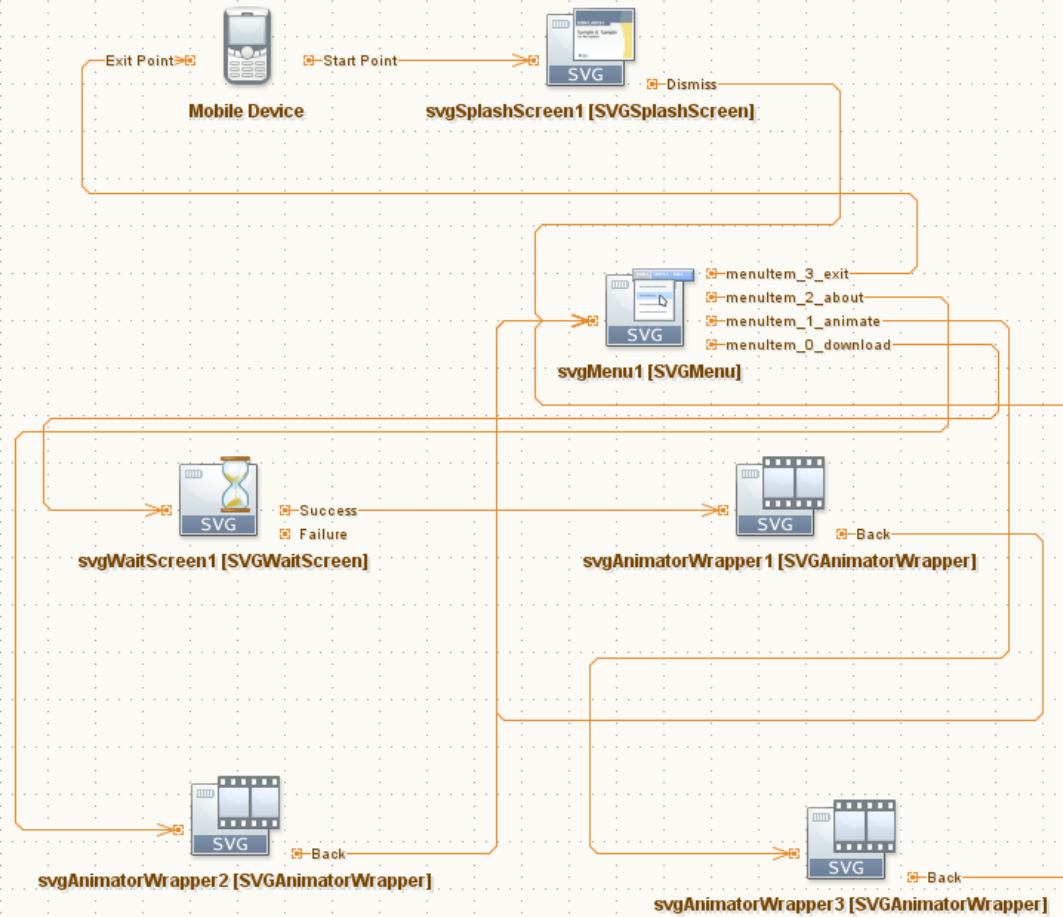 Exit Point
Start Point
SVG
Dismiss
Mobile Device
svgSplashScreen1 [SVGSplashScreen]
menuItem_3_exit
menuItem_2_about
menuItem_1_animate
SVG
menuItem_0_download
svgMenu1 [SVGMenu]
Success
SVG
SVG
Failure
Back
svgWaitScreen1 [SVGWaitScreen]
svgAnimatorWrapper1 [SVGAnimatorWrapper]
SVG
Back
SVG
Back
svgAnimatorWrapper2 [SVGAnimatorWrapper]
svgAnimatorWrapper3 [SVGAnimatorWrapper]